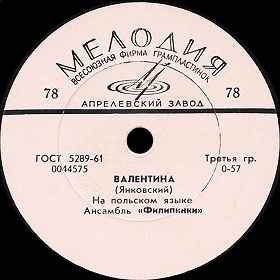 МЕЛОДИЯ
ВСЕСОЮЗНАЯ ФИРМА ГРАМПЛАСТИНОК
78 78
АПРЕЛЕВСКИЙ ЗАВОД
ГОСТ 5289-61 Третья гр.
0044575 0-57
ВАЛЕНТИНА
(Янковский)
На польском языке
Ансамбль «Филипинки»